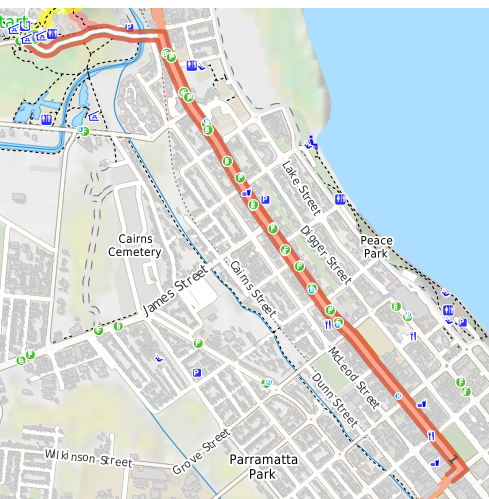 tart
Lake Street
Digger Street
Peace
Park
Cairns
Cemetery
James Street
Cairns Street
McLeod Street
Dunn Street
Grove Street
Wilkinson Street
Parramatta
Park